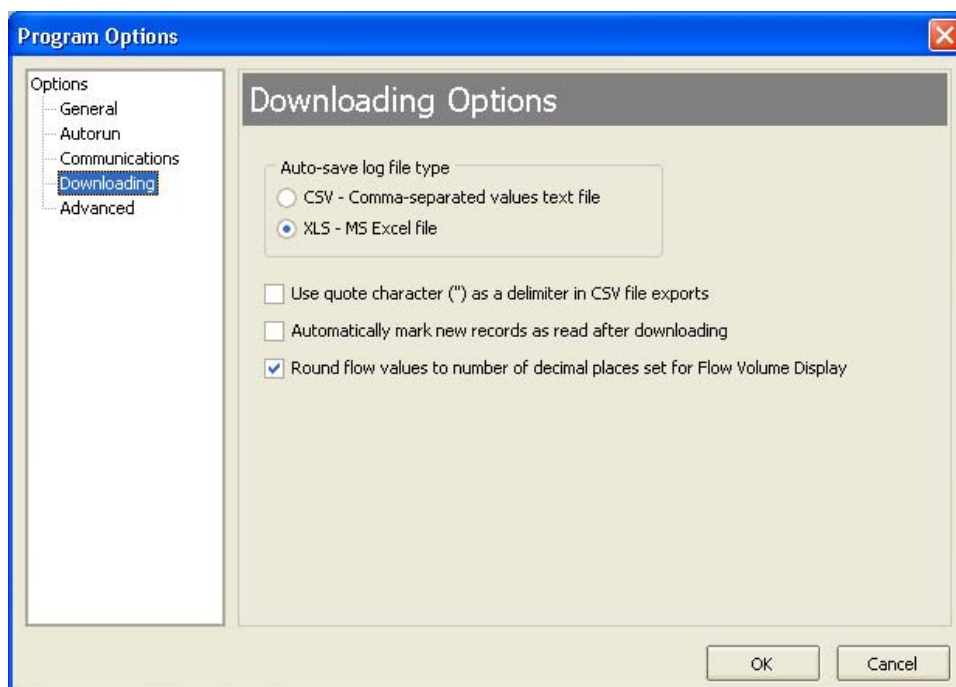 Program Options
Options
General
Autorun
Communications
Downloading
Advanced
Downloading Options
Auto-save log file type
CSV - Comma-separated values text file
XLS - MS Excel file
Use quote character (") as a delimiter in CSV file exports
Automatically mark new records as read after downloading
Round flow values to number of decimal places set for Flow Volume Display
OK
Cancel